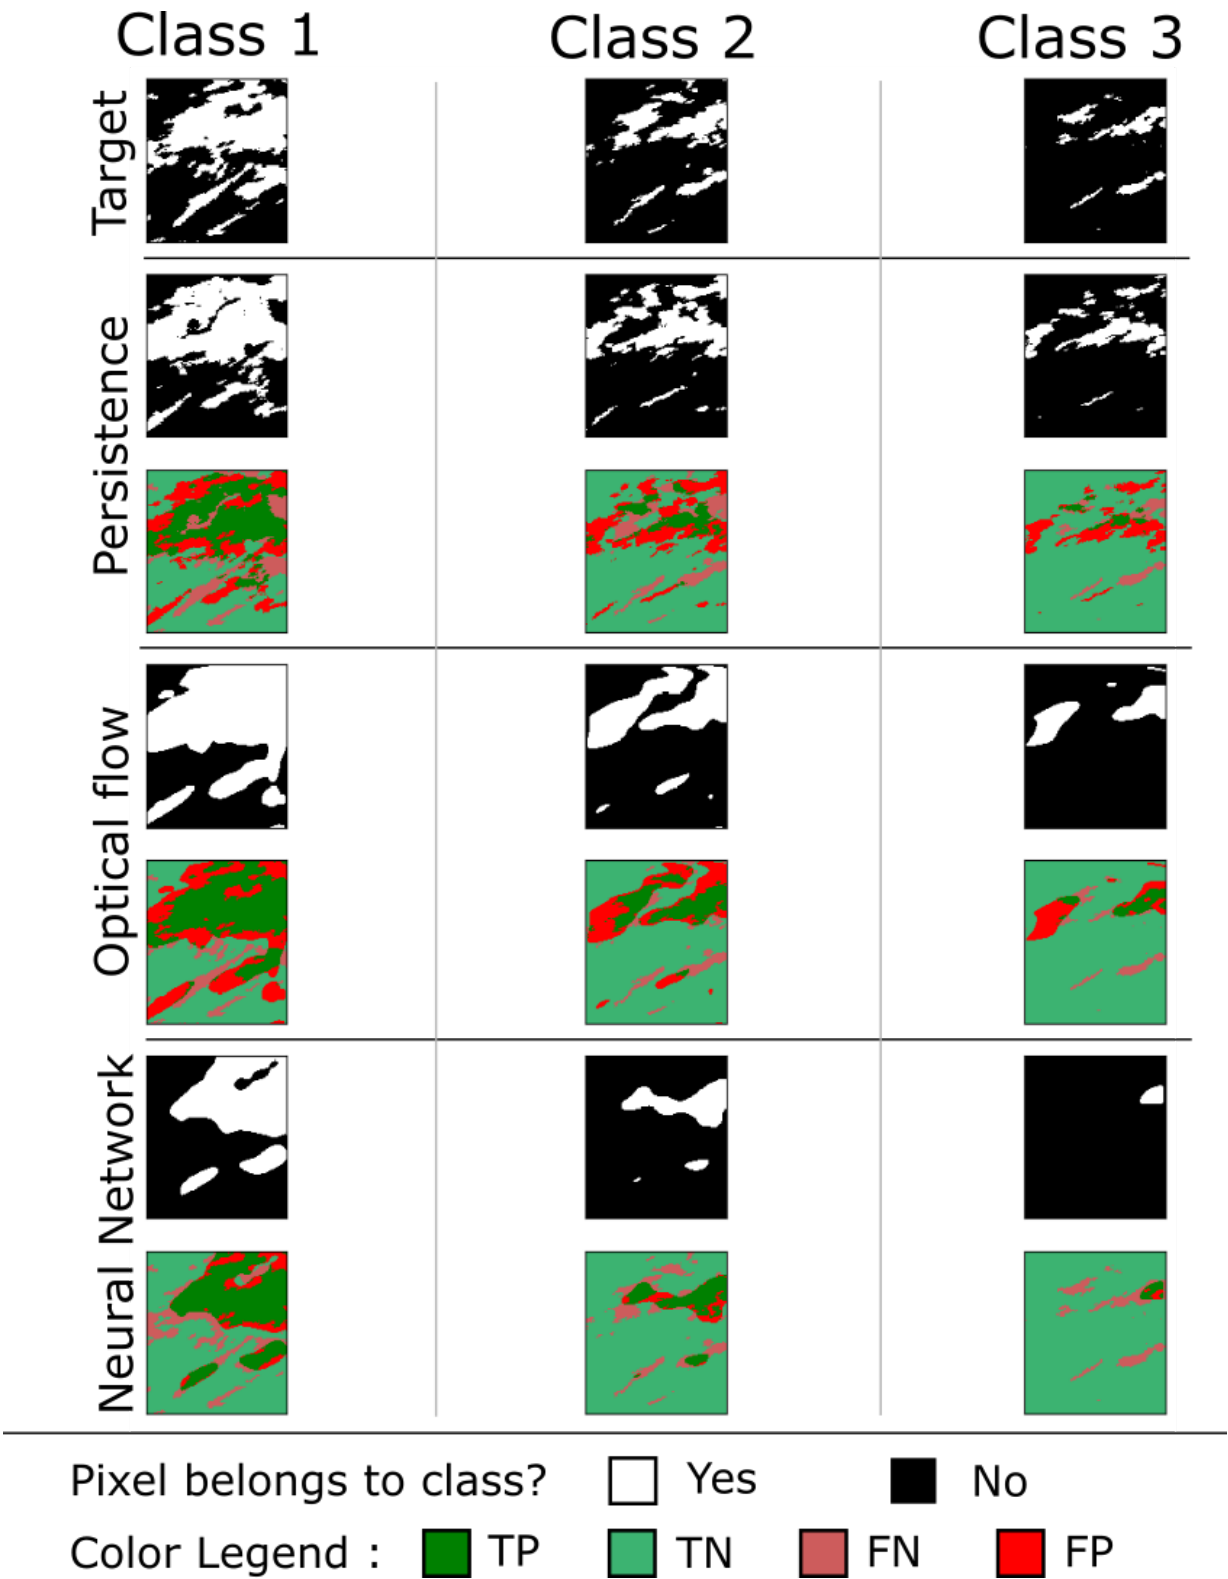 Class 1 Class 2 Class 3
Target
Persistence
Optical flow
Neural Network
Pixel belongs to class? Yes No
Color Legend : TP TN FN FP